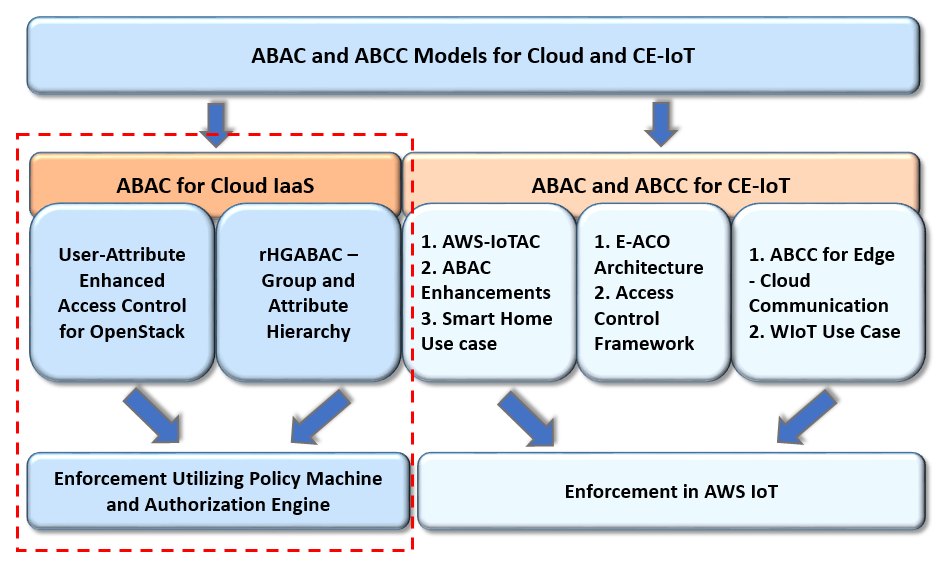 ABAC and ABCC Models for Cloud and CE-IoT
ABAC for Cloud IaaS
ABAC and ABCC for CE-IoT
User-Attribute
Enhanced
Access Control
for OpenStack
rHGABAC –
Group and
Attribute
Hierarchy
1. AWS-IoTAC
2. ABAC
Enhancements
3. Smart Home
Use case
1. E-ACO
Architecture
2. Access
Control
Framework
1. ABCC for Edge
- Cloud
Communication
2. WIoT Use Case
Enforcement Utilizing Policy Machine
and Authorization Engine
Enforcement in AWS IoT